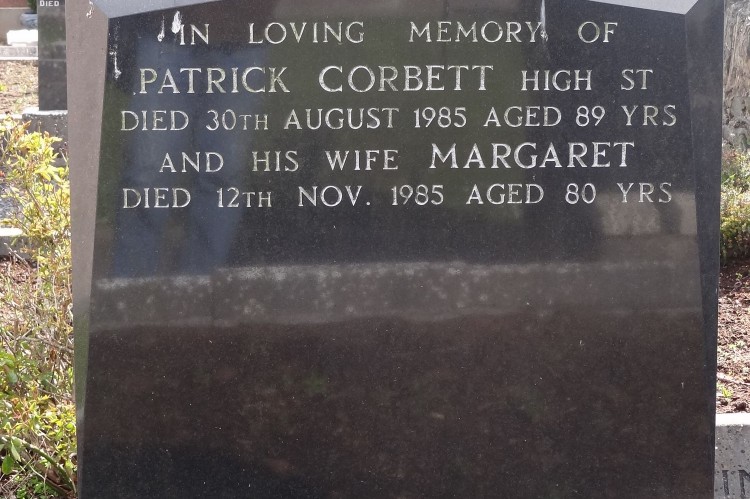 IN LOVING MEMORY OF
PATRICK CORBETT HIGH ST
DIED 30TH AUGUST 1985 AGED 89 YRS
AND HIS WIFE MARGARET
DIED 12TH NOV. 1985 AGED 80 YRS
DIED